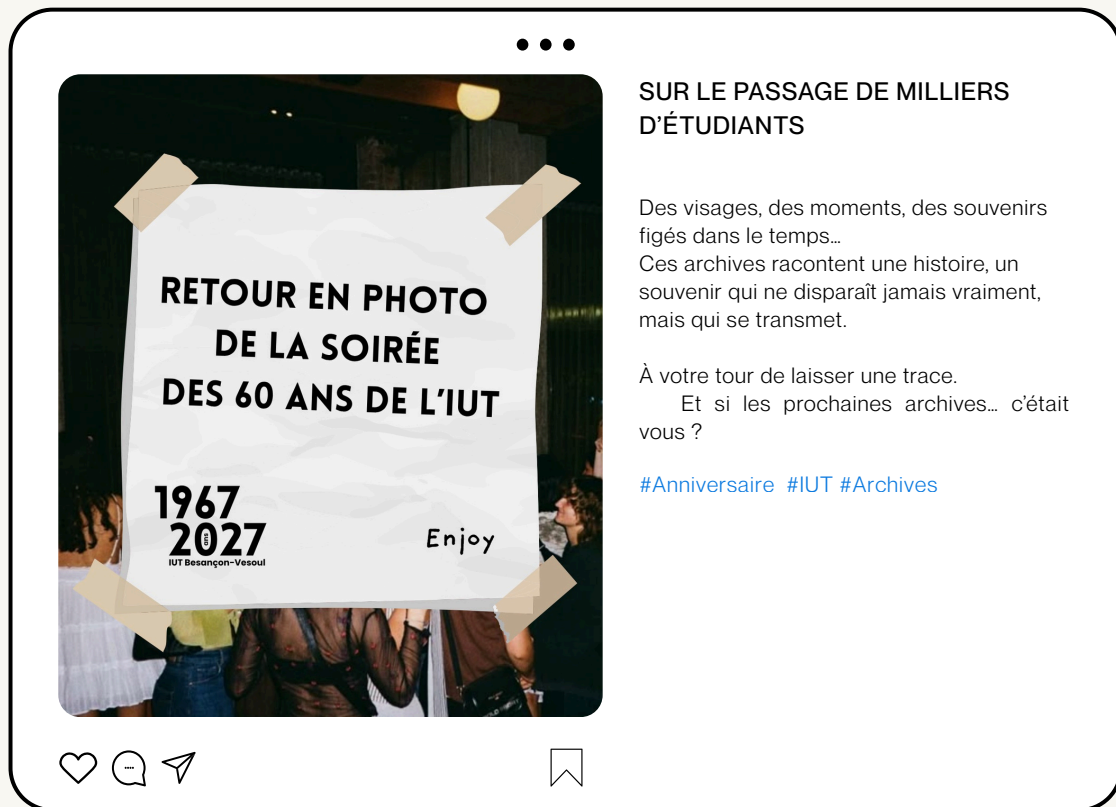 RETOUR EN PHOTO
DE LA SOIRÉE
DES 60 ANS DE L'IUT
1967
2027
ans
IUT Besançon-Vesoul
Enjoy
SUR LE PASSAGE DE MILLIERS
D'ÉTUDIANTS
Des visages, des moments, des souvenirs
figés dans le temps...
Ces archives racontent une histoire, un
souvenir qui ne disparaît jamais vraiment,
mais qui se transmet.
À votre tour de laisser une trace.
Et si les prochaines archives... c'était
vous ?
#Anniversaire #IUT #Archives